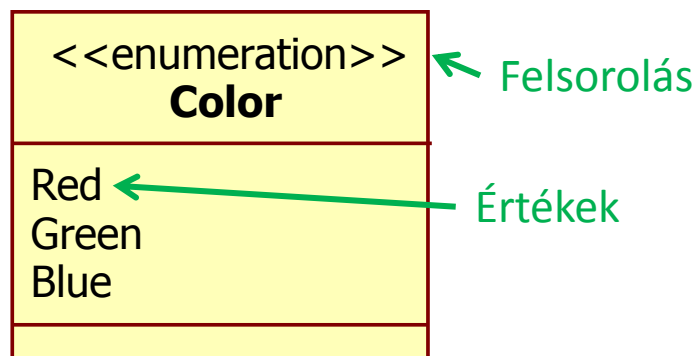 <<enumeration>>
Color
Felsorolás
Red
Green
Blue
Értékek